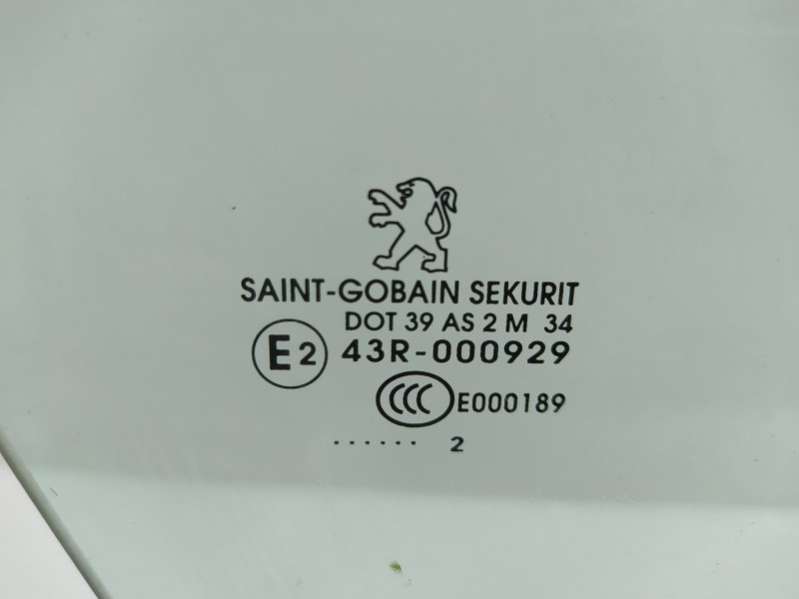 SAINT-GOBAIN SEKURIT
DOT 39 AS 2 M 34
E2 43R-000929
CCC E000189
...... 2